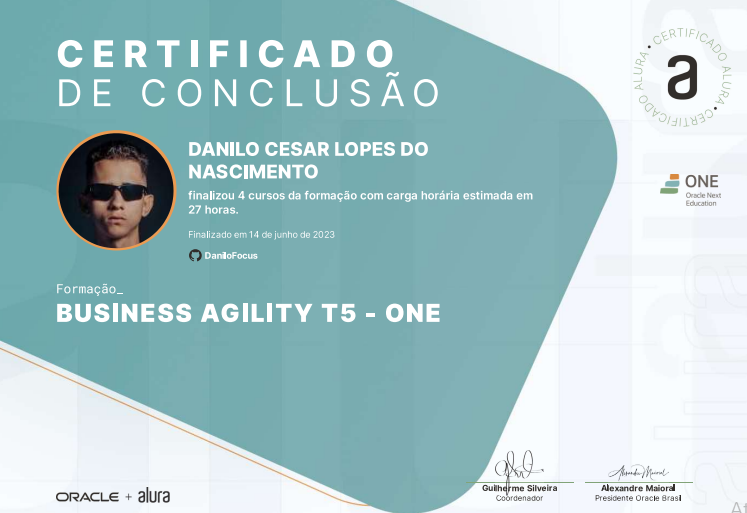 CERTIFICADO
DE CONCLUSÃO
CERTIFICADO ALURA • CERTIFICADO ALURA •
a
DANILO CESAR LOPES DO
NASCIMENTO
finalizou 4 cursos da formação com carga horária estimada em
27 horas.
Finalizado em 14 de junho de 2023
DaniloFocus
ONE
Oracle Next
Education
Formação_
BUSINESS AGILITY T5 - ONE
ORACLE + alura
Guilherme Silveira
Coordenador
Alexandre Maioral
Presidente Oracle Brasil